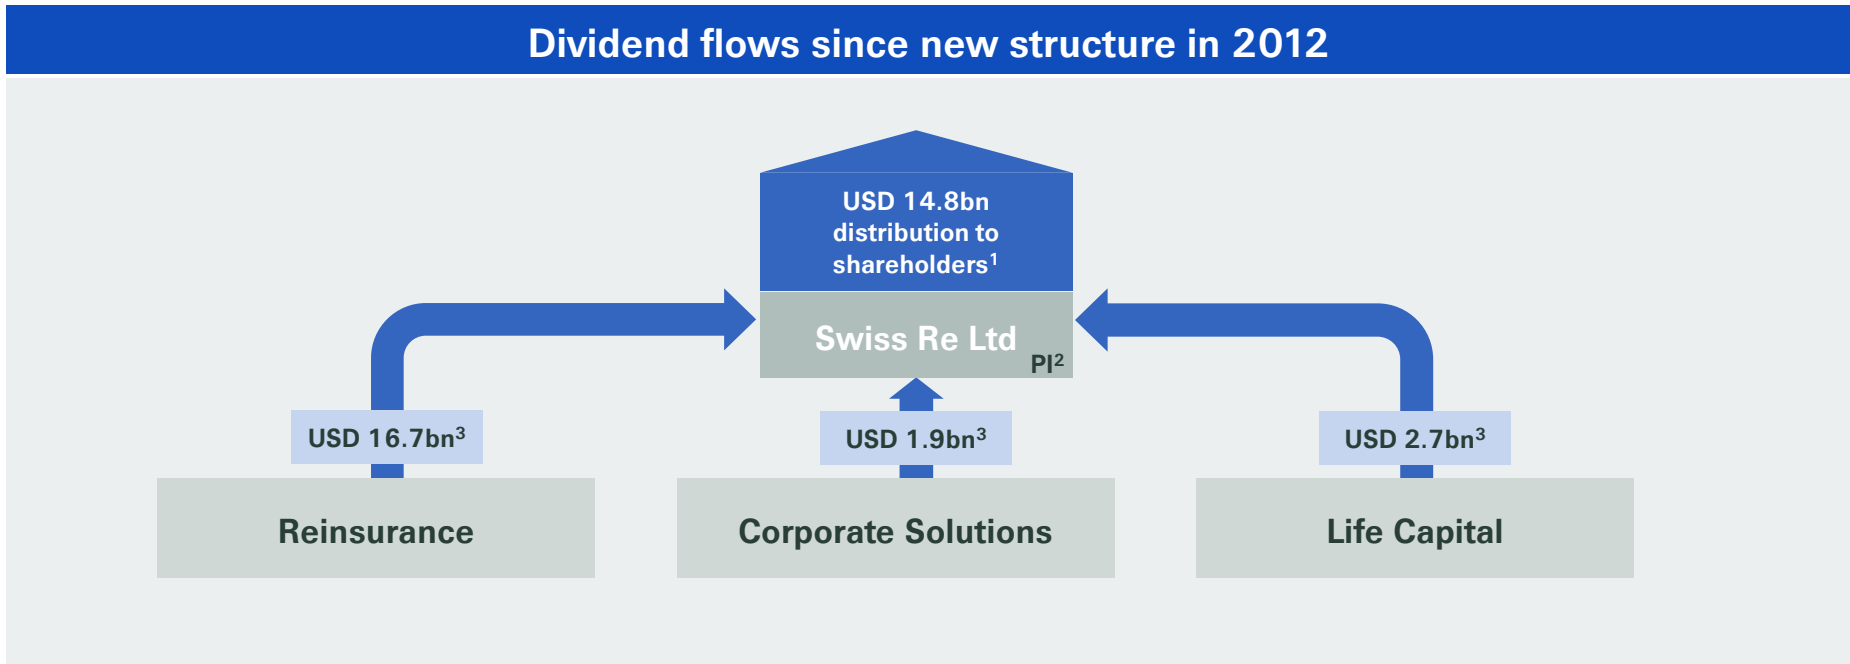 Dividend flows since new structure in 2012
USD 14.8bn
distribution to
shareholders¹
Swiss Re Ltd
PI²
USD 16.7bn³
USD 1.9bn³
USD 2.7bn³
Reinsurance
Corporate Solutions
Life Capital